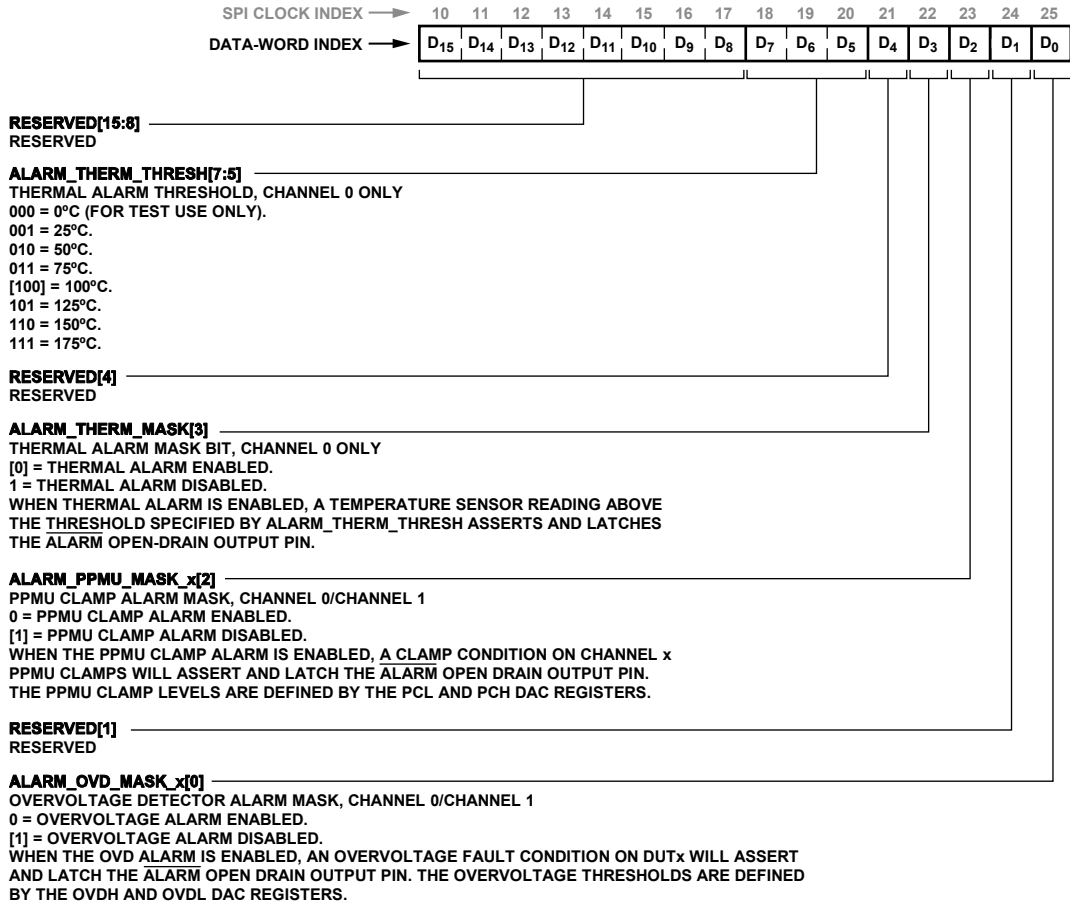 SPI CLOCK INDEX 10 11 12 13 14 15 16 17 18 19 20 21 22 23 24 25
DATA-WORD INDEX D15 D14 D13 D12 D11 D10 D9 D8 D7 D6 D5 D4 D3 D2 D1 D0
RESERVED[15:8]
RESERVED
ALARM_THERM_THRESH[7:5]
THERMAL ALARM THRESHOLD, CHANNEL 0 ONLY
000 = 0ºC (FOR TEST USE ONLY).
001 = 25ºC.
010 = 50ºC.
011 = 75ºC.
[100] = 100ºC.
101 = 125ºC.
110 = 150ºC.
111 = 175ºC.
RESERVED[4]
RESERVED
ALARM_THERM_MASK[3]
THERMAL ALARM MASK BIT, CHANNEL 0 ONLY
[0] = THERMAL ALARM ENABLED.
1 = THERMAL ALARM DISABLED.
WHEN THERMAL ALARM IS ENABLED, A TEMPERATURE SENSOR READING ABOVE
THE THRESHOLD SPECIFIED BY ALARM_THERM_THRESH ASSERTS AND LATCHES
THE ALARM OPEN-DRAIN OUTPUT PIN.
ALARM_PPMU_MASK_x[2]
PPMU CLAMP ALARM MASK, CHANNEL 0/CHANNEL 1
0 = PPMU CLAMP ALARM ENABLED.
[1] = PPMU CLAMP ALARM DISABLED.
WHEN THE PPMU CLAMP ALARM IS ENABLED, A CLAMP CONDITION ON CHANNEL x
PPMU CLAMPS WILL ASSERT AND LATCH THE ALARM OPEN DRAIN OUTPUT PIN.
THE PPMU CLAMP LEVELS ARE DEFINED BY THE PCL AND PCH DAC REGISTERS.
RESERVED[1]
RESERVED
ALARM_OVD_MASK_x[0]
OVERVOLTAGE DETECTOR ALARM MASK, CHANNEL 0/CHANNEL 1
0 = OVERVOLTAGE ALARM ENABLED.
[1] = OVERVOLTAGE ALARM DISABLED.
WHEN THE OVD ALARM IS ENABLED, AN OVERVOLTAGE FAULT CONDITION ON DUTx WILL ASSERT
AND LATCH THE ALARM OPEN DRAIN OUTPUT PIN. THE OVERVOLTAGE THRESHOLDS ARE DEFINED
BY THE OVDH AND OVDL DAC REGISTERS.